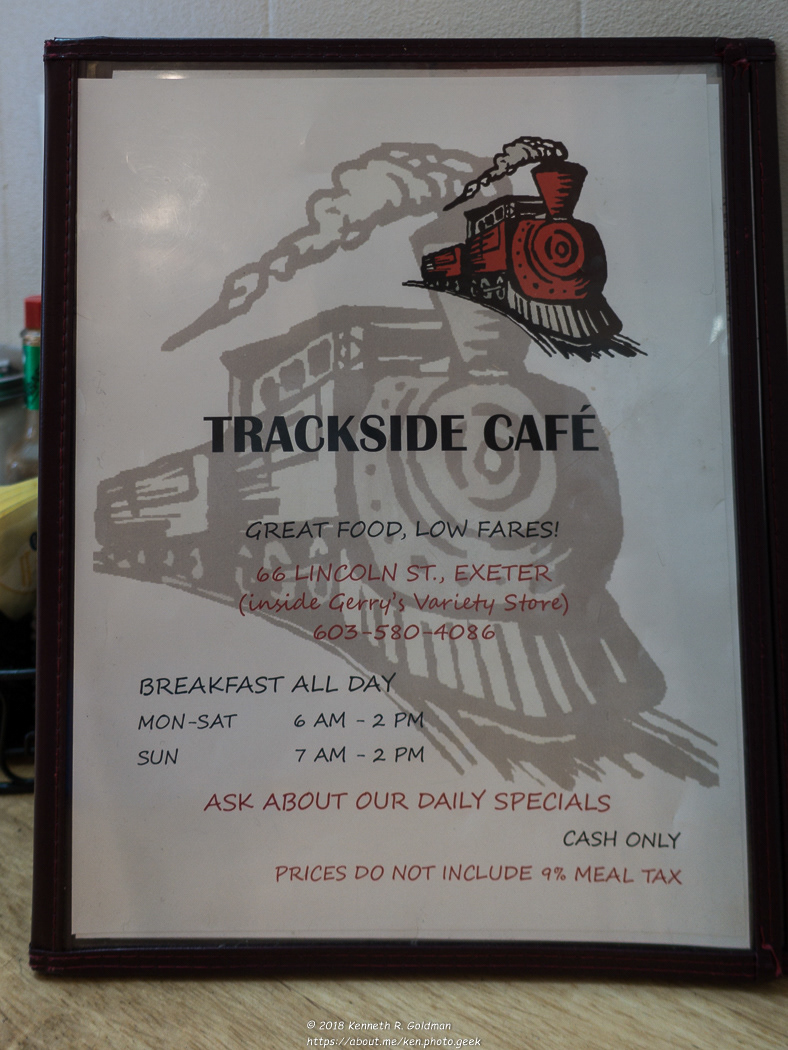 TRACKSIDE CAFÉ
GREAT FOOD, LOW FARES!
66 LINCOLN ST., EXETER
(inside Gerry's Variety Store)
603-580-4086
BREAKFAST ALL DAY
MON-SAT 6 AM - 2 PM
SUN 7 AM - 2 PM
ASK ABOUT OUR DAILY SPECIALS
CASH ONLY
PRICES DO NOT INCLUDE 9% MEAL TAX
© 2018 Kenneth R. Goldman
https://about.me/ken.photo.geek